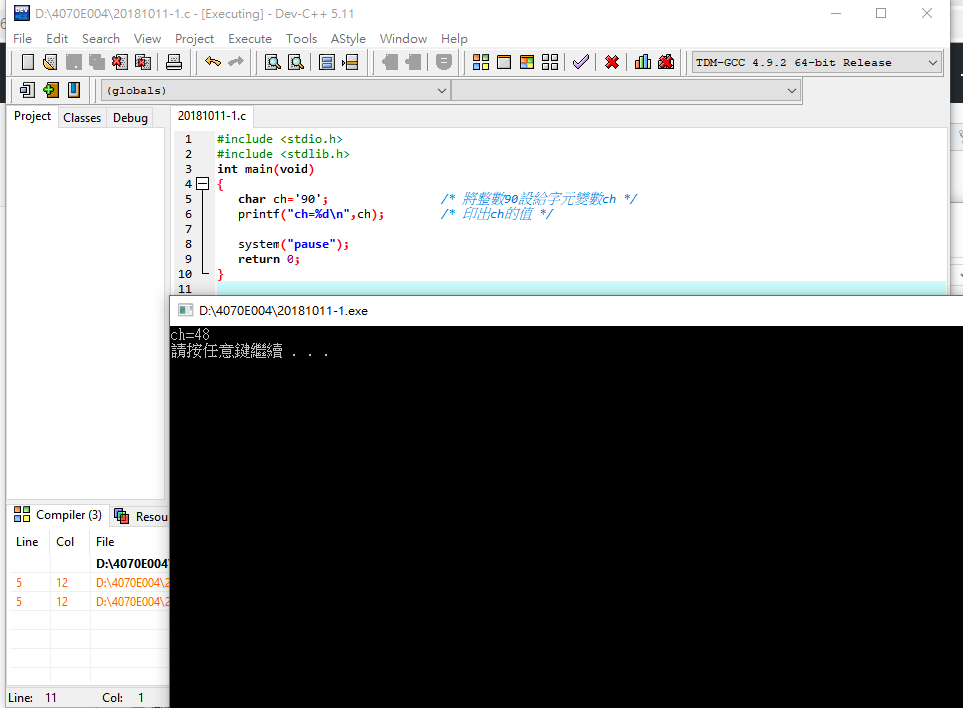 D:\4070E004\20181011-1.c - [Executing] - Dev-C++ 5.11
File Edit Search View Project Execute Tools AStyle Window Help
TDM-GCC 4.9.2 64-bit Release
(globals)
Project Classes Debug 20181011-1.c
1 #include <stdio.h>
2 #include <stdlib.h>
3 int main(void)
4 {
5 char ch='90'; /* 將整數90設給字元變數ch */
6 printf("ch=%d\n",ch); /* 印出ch的值 */
7
8 system("pause");
9 return 0;
10 }
11
D:\4070E004\20181011-1.exe
ch=48
請按任意鍵繼續 . . .
Compiler (3) Resou
Line Col File
D:\4070E004\
5 12 D:\4070E004\2
5 12 D:\4070E004\2
Line: 11 Col: 1